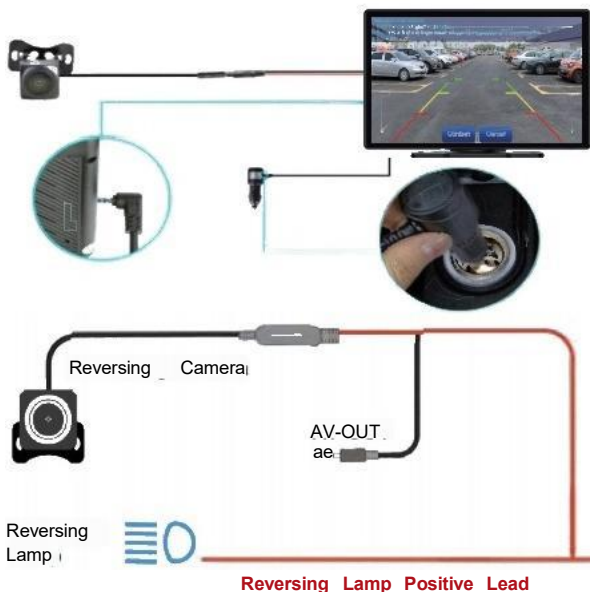 Reversing Camera
AV-OUT
ae
Reversing
Lamp
Reversing Lamp Positive Lead